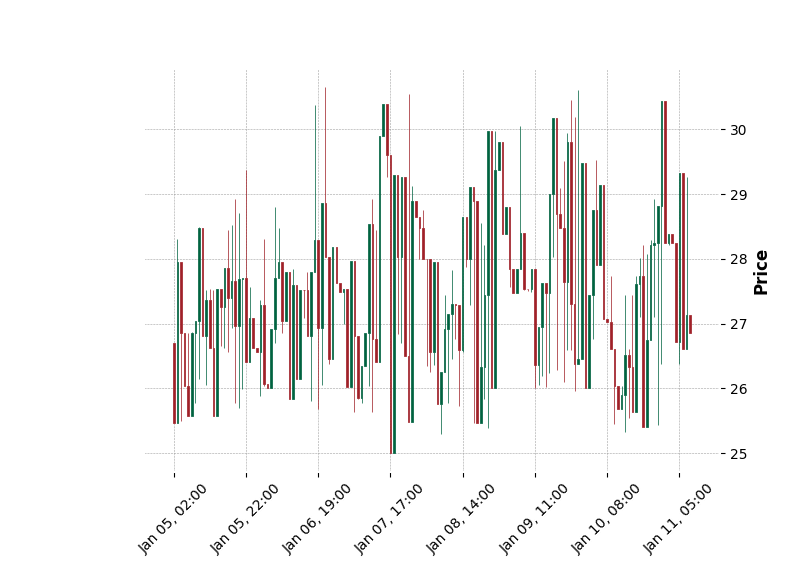 30
29
28
27
26
25
Price
Jan 05, 02:00
Jan 05, 22:00
Jan 06, 19:00
Jan 07, 17:00
Jan 08, 14:00
Jan 09, 11:00
Jan 10, 08:00
Jan 11, 05:00